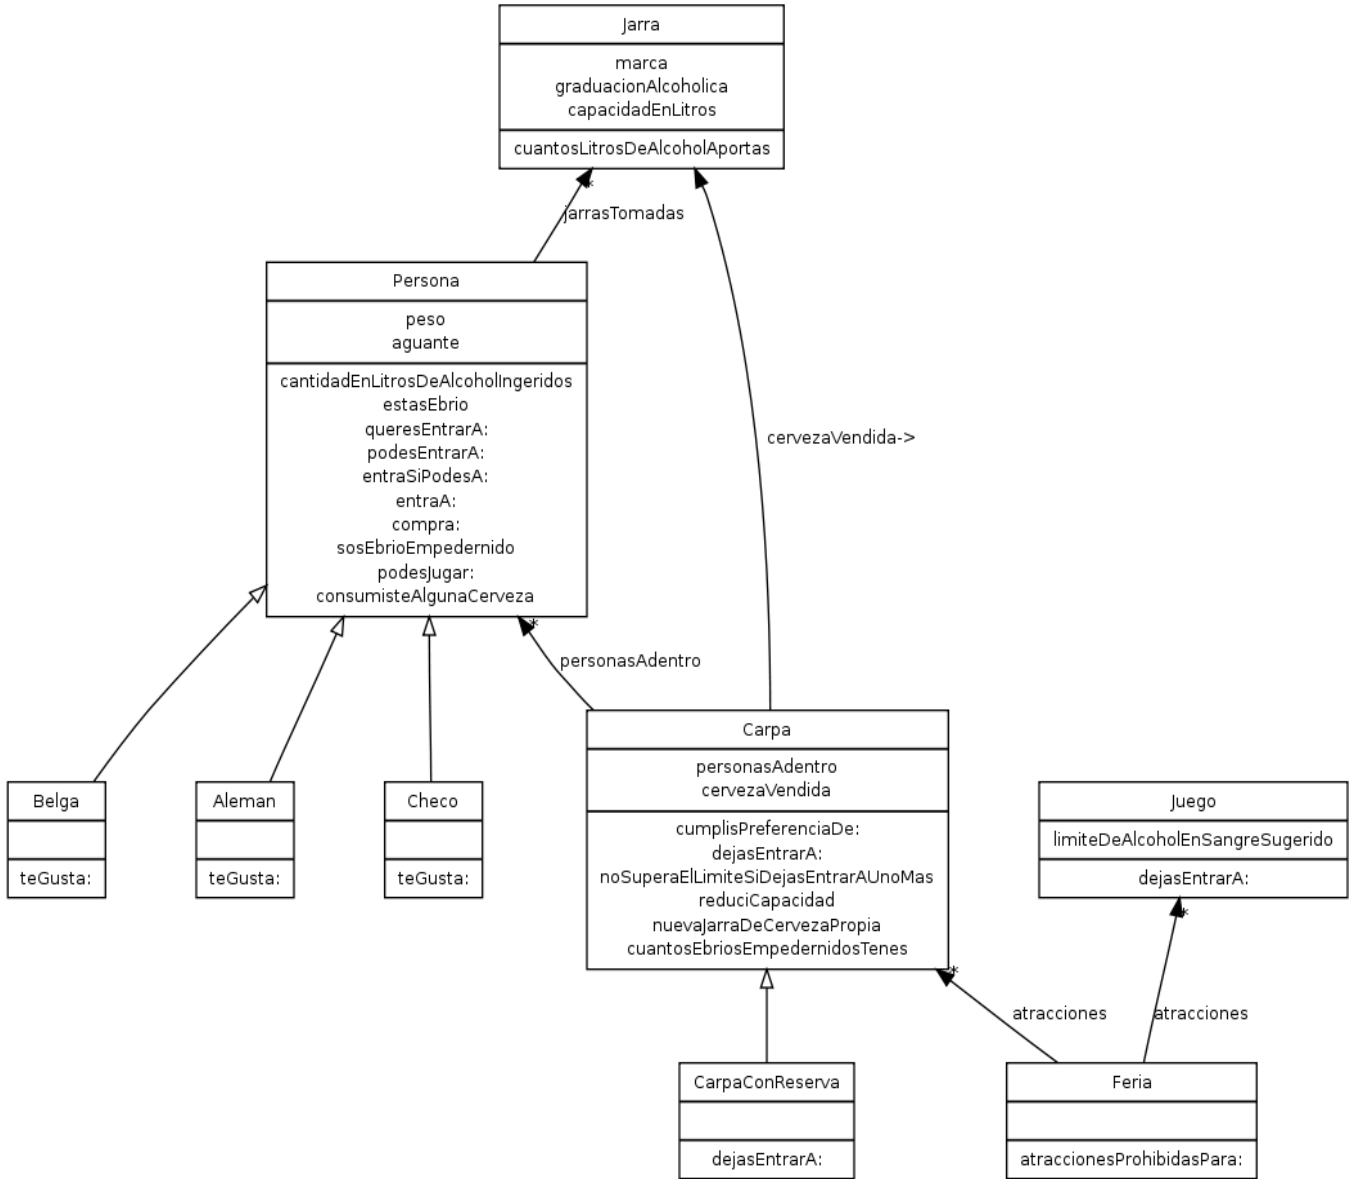 Jarra
marca
graduacionAlcoholica
capacidadEnLitros
cuantosLitrosDeAlcoholAportas
*
jarrasTomadas
Persona
peso
aguante
cantidadEnLitrosDeAlcoholIngeridos
estasEbrio
queresEntrarA:
podesEntrarA:
entraSiPodesA:
entraA:
compra:
sosEbrioEmpedernido
podesJugar:
consumisteAlgunaCerveza
cervezaVendida->
*
personasAdentro
Belga
teGusta:
Aleman
teGusta:
Checo
teGusta:
Carpa
personasAdentro
cervezaVendida
cumplisPreferenciaDe:
dejasEntrarA:
noSuperaElLimiteSiDejasEntrarAUnoMas
reduciCapacidad
nuevaJarraDeCervezaPropia
cuantosEbriosEmpedernidosTenes
Juego
limiteDeAlcoholEnSangreSugerido
dejasEntrarA:
*
atracciones
*
atracciones
CarpaConReserva
dejasEntrarA:
Feria
atraccionesProhibidasPara: